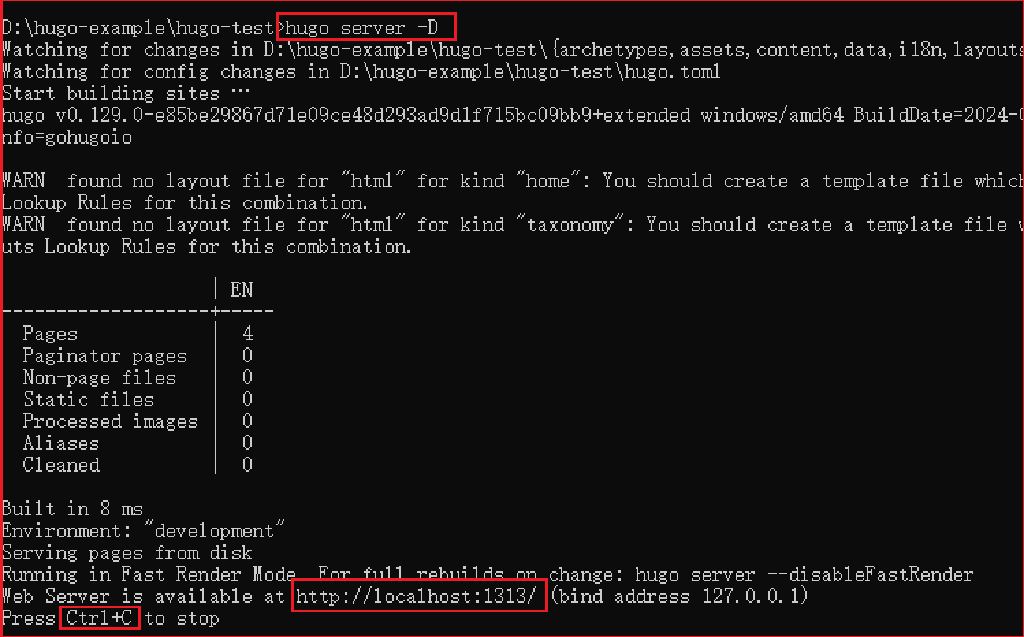 D:\hugo-example\hugo-test>hugo server -D
Watching for changes in D:\hugo-example\hugo-test\{archetypes,assets,content,data,i18n,layouts
Watching for config changes in D:\hugo-example\hugo-test\hugo.toml
Start building sites …
hugo v0.129.0-e85be29867d71e09ce48d293ad9d1f715bc09bb9+extended windows/amd64 BuildDate=2024-0
nfo=gohugoio
WARN  found no layout file for "html" for kind "home": You should create a template file which
Lookup Rules for this combination.
WARN  found no layout file for "html" for kind "taxonomy": You should create a template file
uts Lookup Rules for this combination.
| EN
-------------------+-----
Pages | 4
Paginator pages | 0
Non-page files | 0
Static files | 0
Processed images | 0
Aliases | 0
Cleaned | 0
Built in 8 ms
Environment: "development"
Serving pages from disk
Running in Fast Render Mode. For full rebuilds on change: hugo server --disableFastRender
Web Server is available at http://localhost:1313/ (bind address 127.0.0.1)
Press Ctrl+C to stop